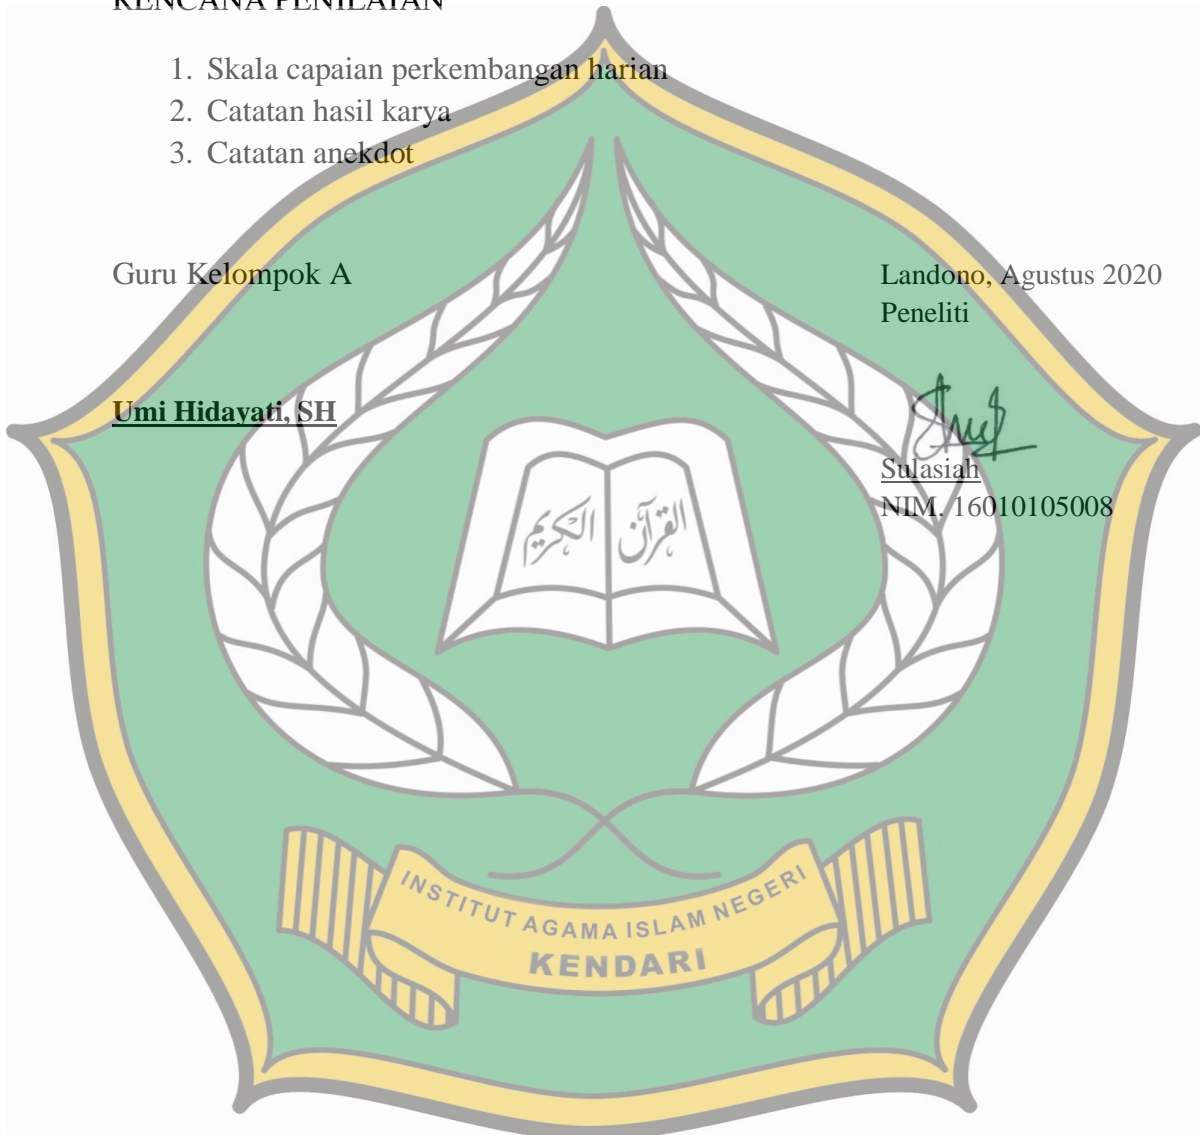 RENCANA PENILAIAN
1. Skala capaian perkembangan harian
2. Catatan hasil karya
3. Catatan anekdot
Guru Kelompok A
Landono, Agustus 2020
Peneliti
Umi Hidayati, SH
Sulasiah
NIM. 16010105008
القرآن الكريم
INSTITUT AGAMA ISLAM NEGERI
KENDARI